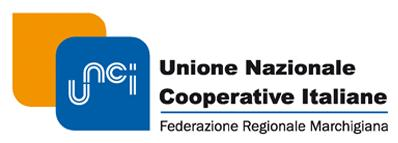 unci
Unione Nazionale
Cooperative Italiane
Federazione Regionale Marchigiana